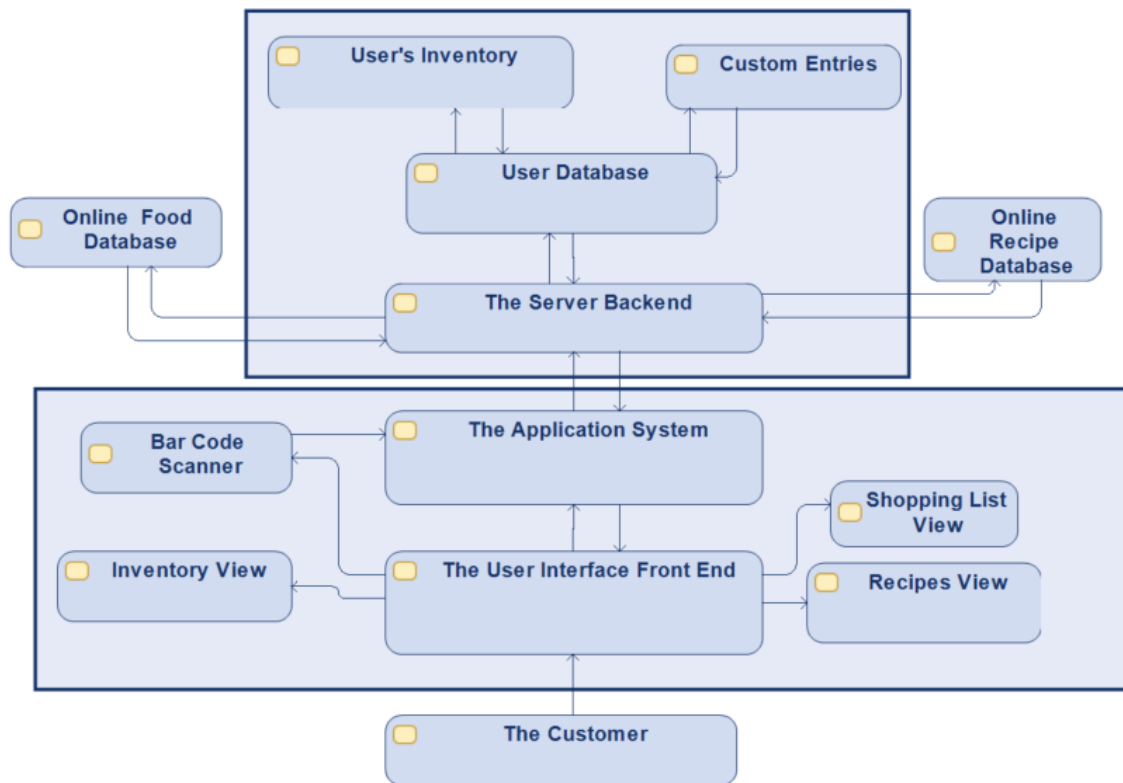 User's Inventory
Custom Entries
User Database
Online Food
Database
Online
Recipe
Database
The Server Backend
The Application System
Bar Code
Scanner
Shopping List
View
Inventory View
The User Interface Front End
Recipes View
The Customer